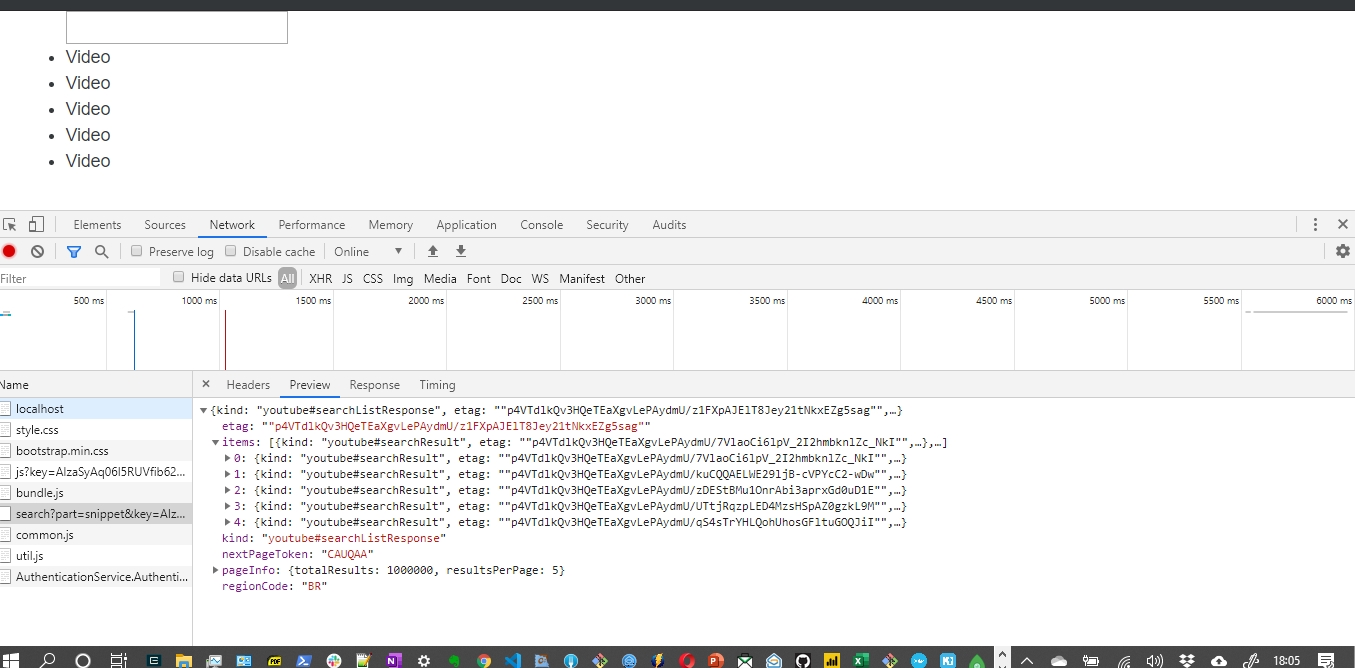 Video
Video
Video
Video
Video
Elements Sources Network Performance Memory Application Console Security Audits
Preserve log Disable cache Online
Filter Hide data URLs All XHR JS CSS Img Media Font Doc WS Manifest Other
500 ms 1000 ms 1500 ms 2000 ms 2500 ms 3000 ms 3500 ms 4000 ms 4500 ms 5000 ms 5500 ms 6000 ms
Name
localhost
style.css
bootstrap.min.css
js?key=AIzaSyAq06l5RUVfib62...
bundle.js
search?part=snippet&key=AIz...
common.js
util.js
AuthenticationService.Authenti...
Headers Preview Response Timing
{kind: "youtube#searchListResponse", etag: ""p4VTdlkQv3HQeTEaXgvLePAydmU/z1FXpAJElT8Jey21tNkxEZg5sag"",…}
etag: ""p4VTdlkQv3HQeTEaXgvLePAydmU/z1FXpAJElT8Jey21tNkxEZg5sag""
items: [{kind: "youtube#searchResult", etag: ""p4VTdlkQv3HQeTEaXgvLePAydmU/7VlaoCi6lpV_2I2hmbknlZc_NkI"",…},…]
0: {kind: "youtube#searchResult", etag: ""p4VTdlkQv3HQeTEaXgvLePAydmU/7VlaoCi6lpV_2I2hmbknlZc_NkI"",…}
1: {kind: "youtube#searchResult", etag: ""p4VTdlkQv3HQeTEaXgvLePAydmU/kuCQQAELWE29ljB-cVPYcC2-wDw"",…}
2: {kind: "youtube#searchResult", etag: ""p4VTdlkQv3HQeTEaXgvLePAydmU/zDEStBMu1OnrAbi3aprxGd0uD1E"",…}
3: {kind: "youtube#searchResult", etag: ""p4VTdlkQv3HQeTEaXgvLePAydmU/UTtjRqzpLED4MzsHSpAZ0gzkL9M"",…}
4: {kind: "youtube#searchResult", etag: ""p4VTdlkQv3HQeTEaXgvLePAydmU/qS4sTrYHLQohUhosGFltuGOQJiI"",…}
kind: "youtube#searchListResponse"
nextPageToken: "CAUQAA"
pageInfo: {totalResults: 1000000, resultsPerPage: 5}
regionCode: "BR"
18:05